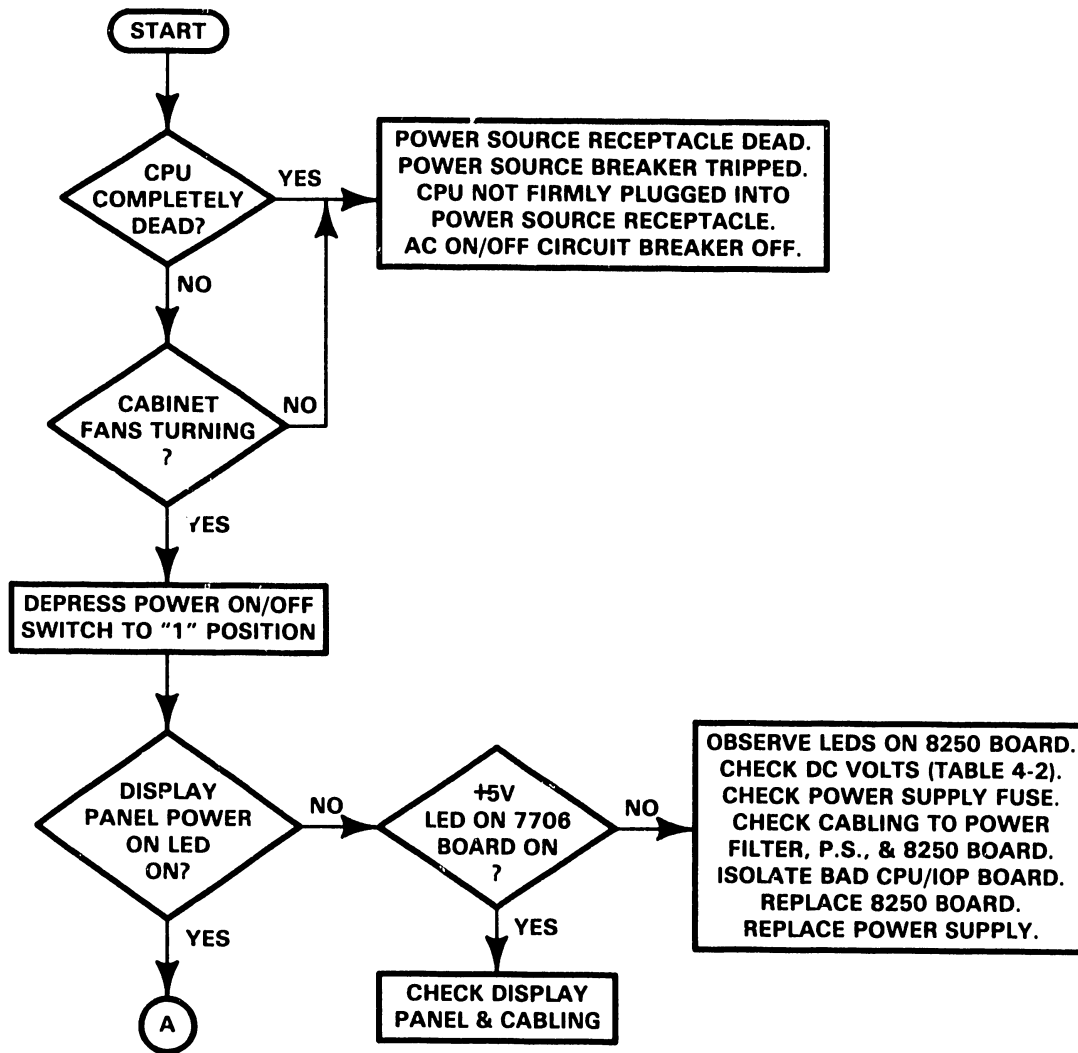 START
CPU
COMPLETELY
DEAD?
YES
POWER SOURCE RECEPTACLE DEAD.
POWER SOURCE BREAKER TRIPPED.
CPU NOT FIRMLY PLUGGED INTO
POWER SOURCE RECEPTACLE.
AC ON/OFF CIRCUIT BREAKER OFF.
NO
CABINET
FANS TURNING
?
NO
YES
DEPRESS POWER ON/OFF
SWITCH TO "1" POSITION
DISPLAY
PANEL POWER
ON LED
ON?
NO
+5V
LED ON 7706
BOARD ON
?
NO
OBSERVE LEDS ON 8250 BOARD.
CHECK DC VOLTS (TABLE 4-2).
CHECK POWER SUPPLY FUSE.
CHECK CABLING TO POWER
FILTER, P.S., & 8250 BOARD.
ISOLATE BAD CPU/IOP BOARD.
REPLACE 8250 BOARD.
REPLACE POWER SUPPLY.
YES
YES
CHECK DISPLAY
PANEL & CABLING
A